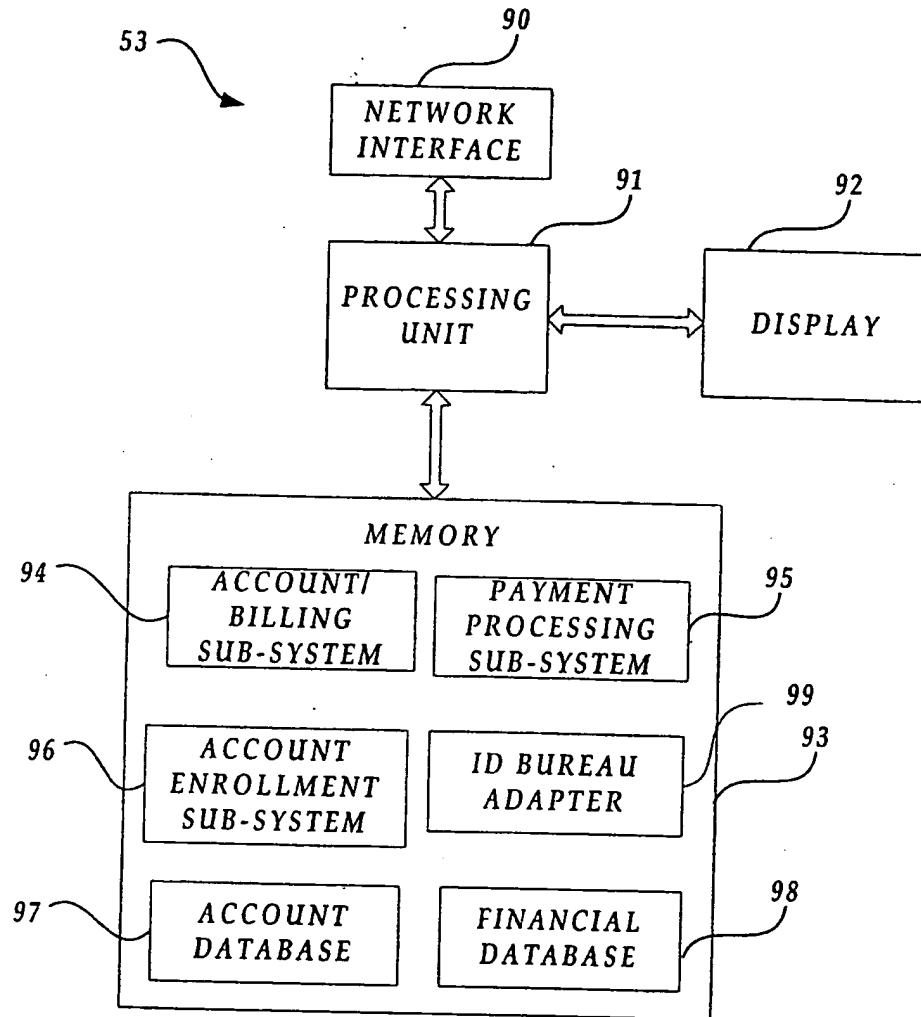 53
90
NETWORK
INTERFACE
91
92
PROCESSING
UNIT
DISPLAY
MEMORY
94
ACCOUNT/
BILLING
SUB-SYSTEM
PAYMENT
PROCESSING
SUB-SYSTEM
95
99
93
96
ACCOUNT
ENROLLMENT
SUB-SYSTEM
ID BUREAU
ADAPTER
97
ACCOUNT
DATABASE
FINANCIAL
DATABASE
98